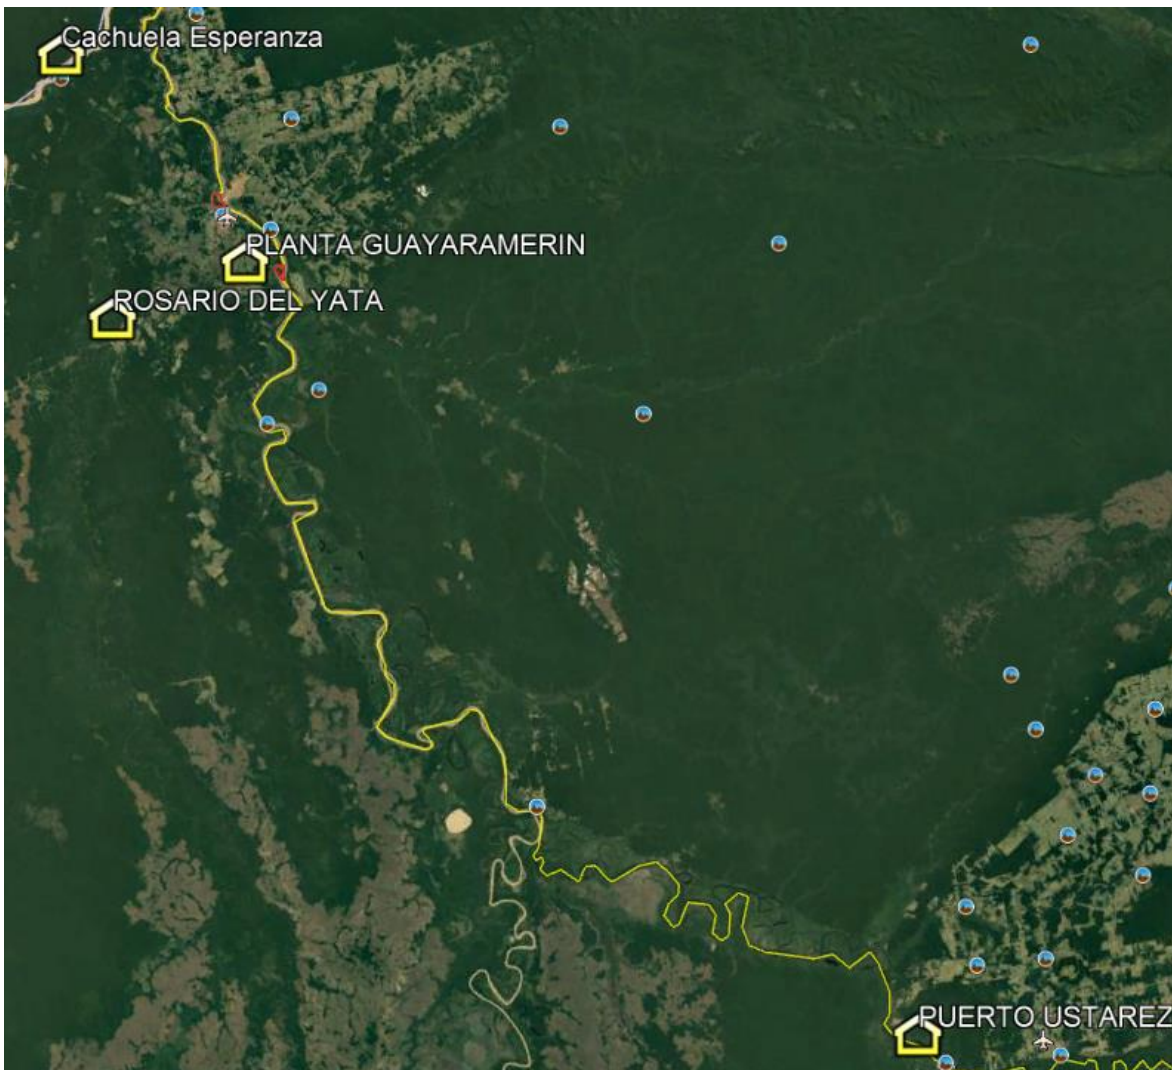 Cachuela Esperanza
PLANTA GUAYARAMERIN
ROSARIO DEL YATA
PUERTO USTAREZ